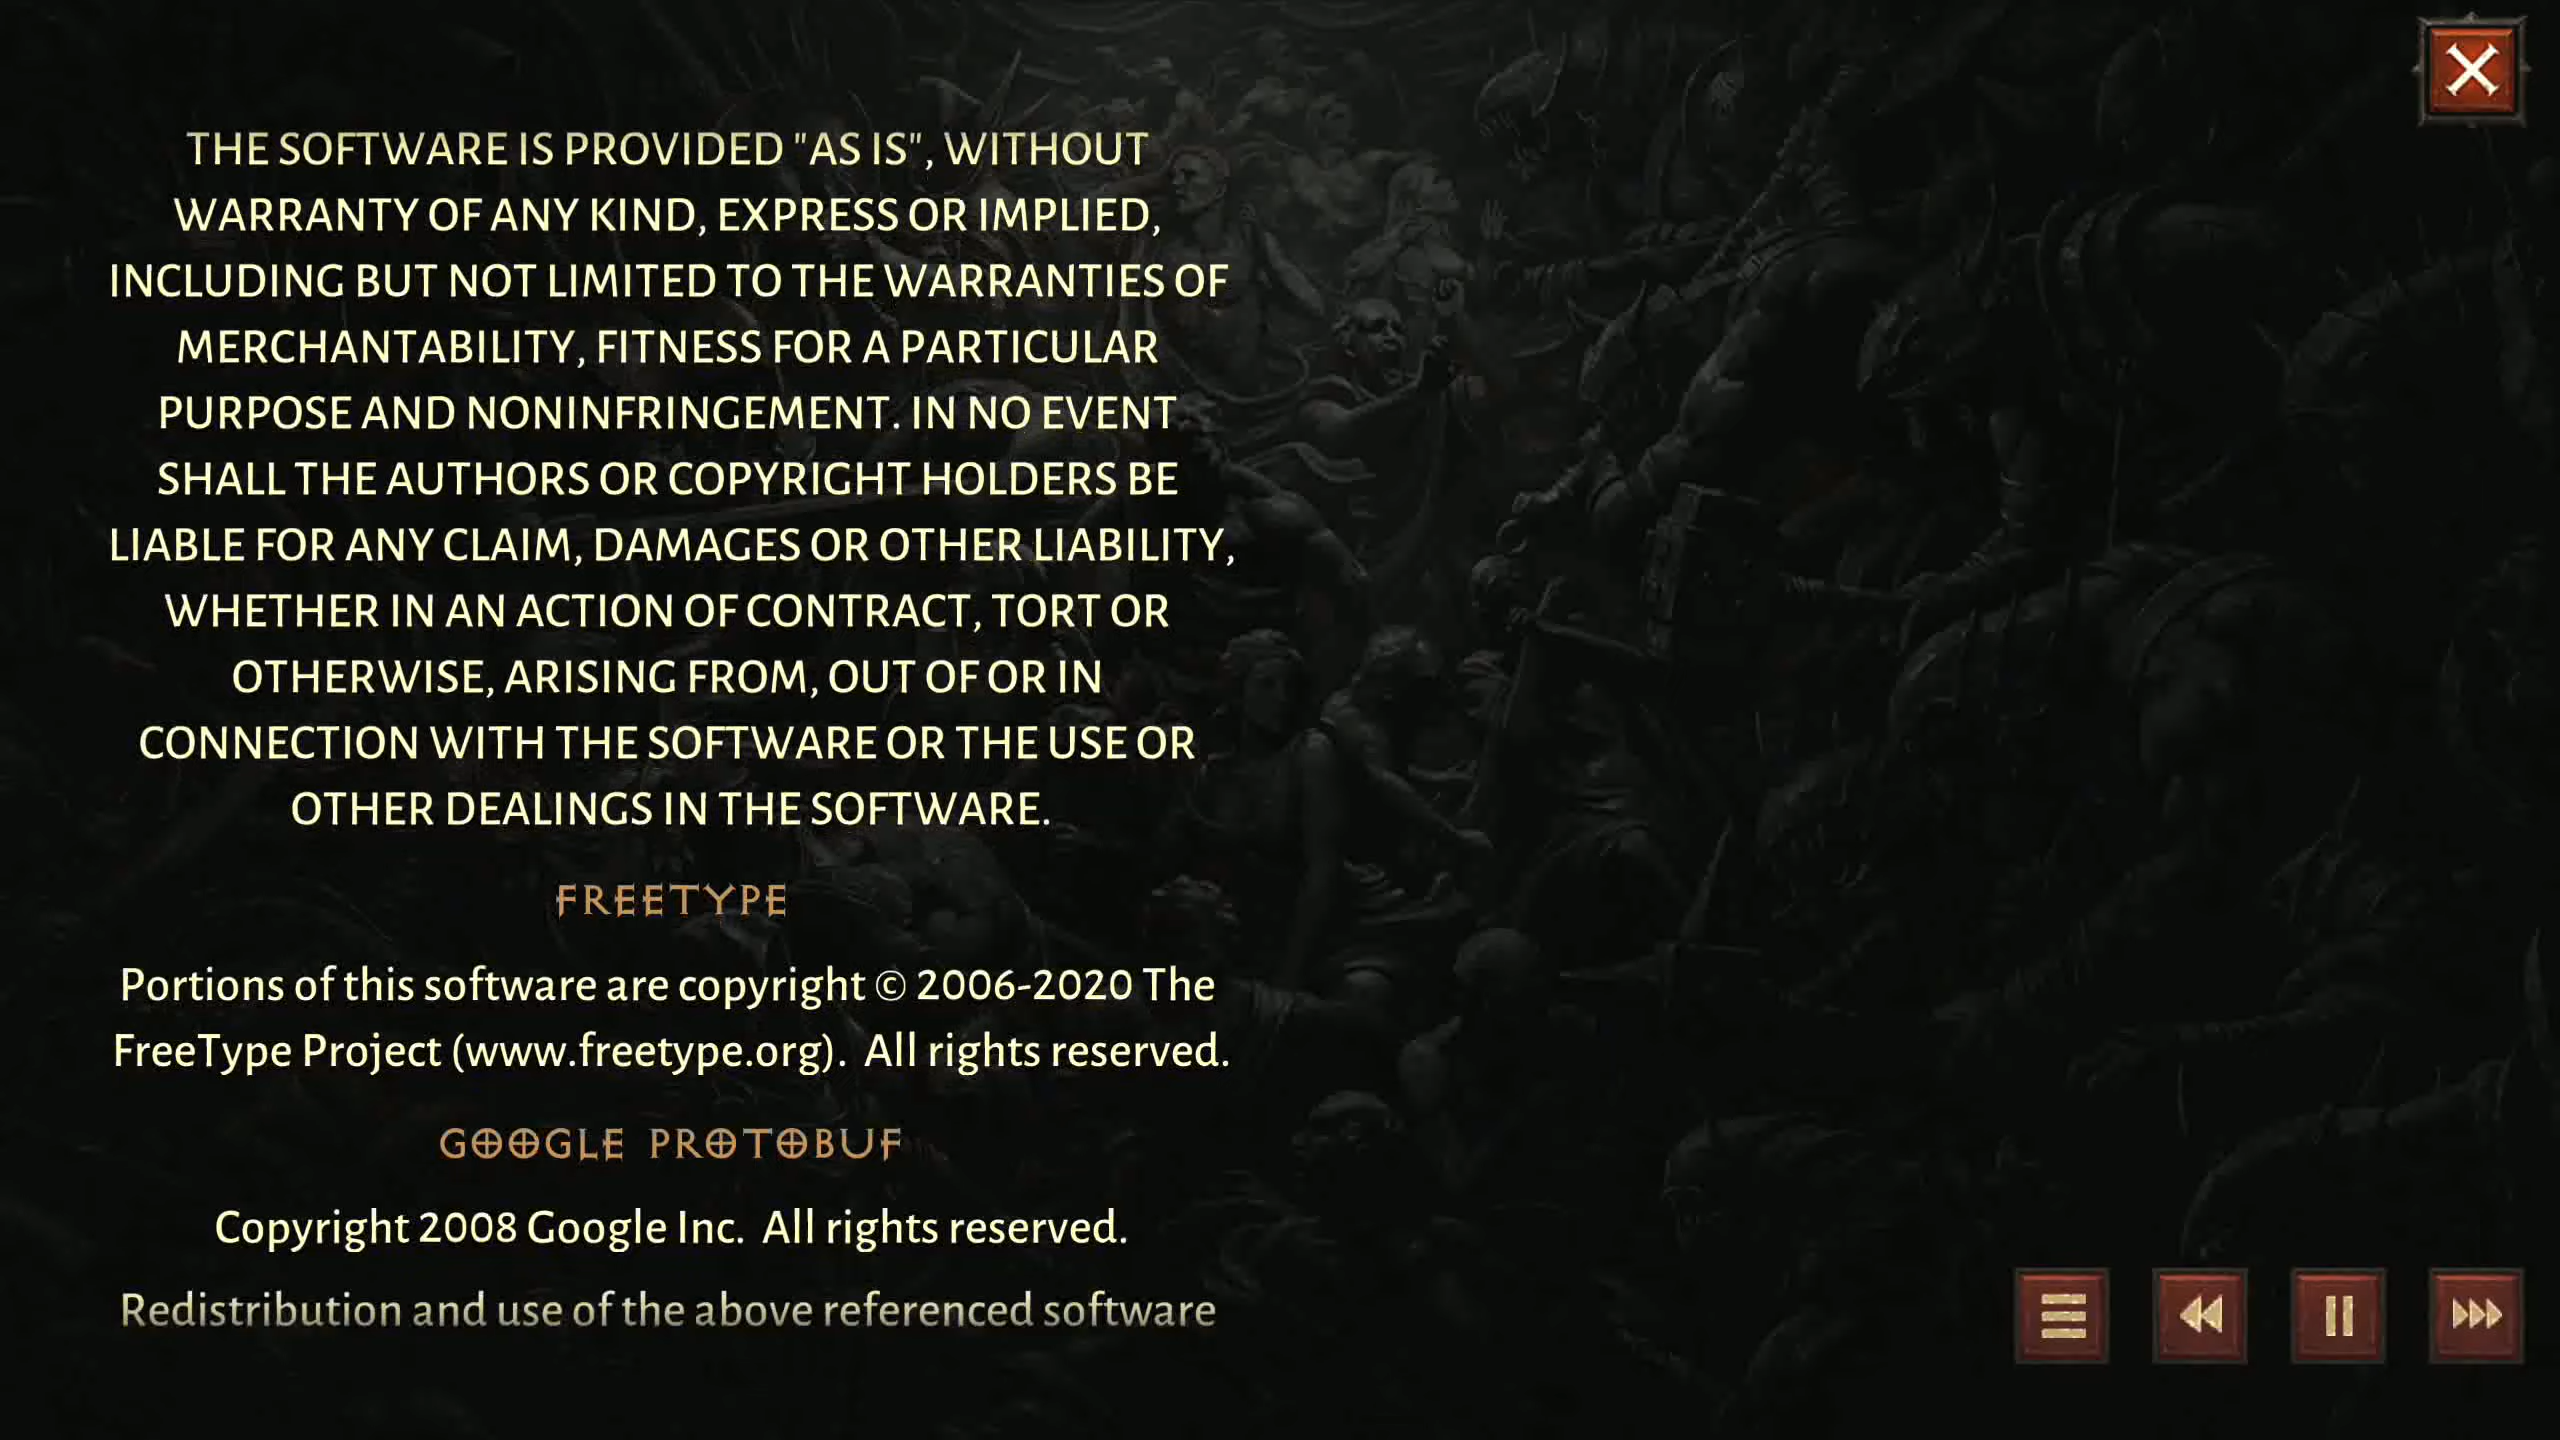 THE SOFTWARE IS PROVIDED "AS IS", WITHOUT
WARRANTY OF ANY KIND, EXPRESS OR IMPLIED,
INCLUDING BUT NOT LIMITED TO THE WARRANTIES OF
MERCHANTABILITY, FITNESS FOR A PARTICULAR
PURPOSE AND NONINFRINGEMENT. IN NO EVENT
SHALL THE AUTHORS OR COPYRIGHT HOLDERS BE
LIABLE FOR ANY CLAIM, DAMAGES OR OTHER LIABILITY,
WHETHER IN AN ACTION OF CONTRACT, TORT OR
OTHERWISE, ARISING FROM, OUT OF OR IN
CONNECTION WITH THE SOFTWARE OR THE USE OR
OTHER DEALINGS IN THE SOFTWARE.
FREETYPE
Portions of this software are copyright © 2006-2020 The
FreeType Project (www.freetype.org).  All rights reserved.
GOOGLE PROTOBUF
Copyright 2008 Google Inc.  All rights reserved.
Redistribution and use of the above referenced software